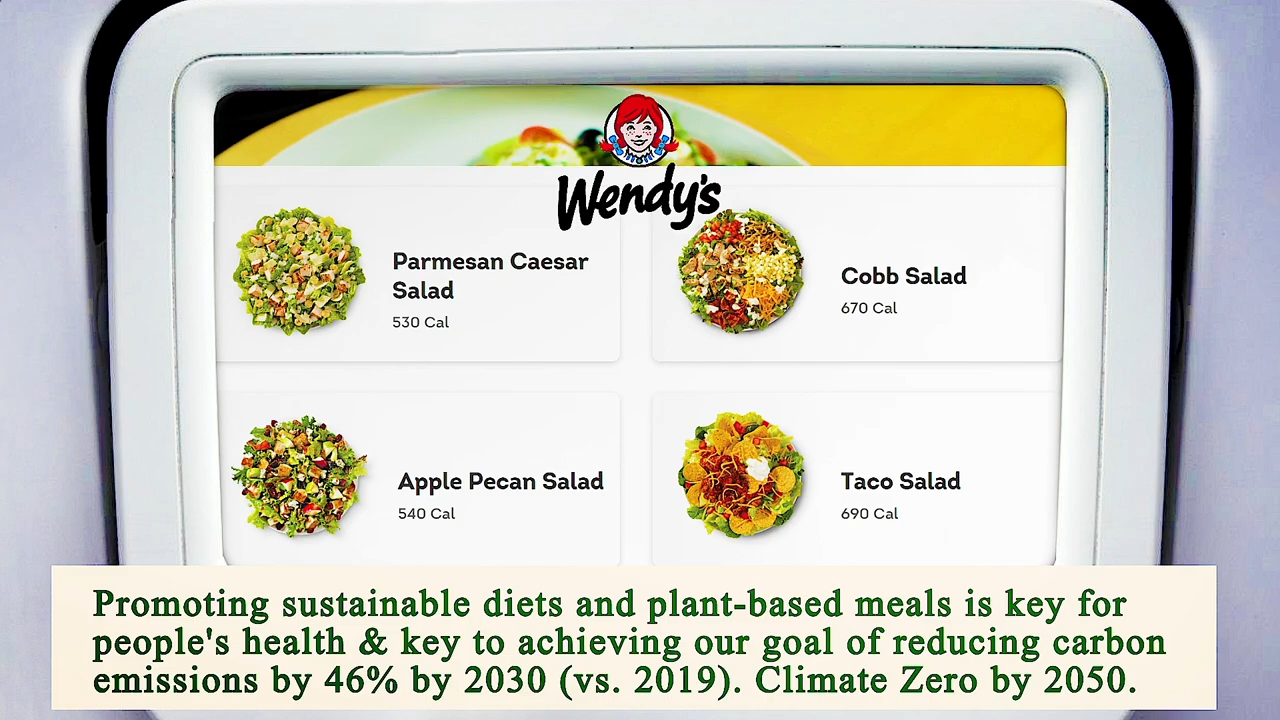 Wendy's
Parmesan Caesar
Salad
530 Cal
Cobb Salad
670 Cal
Apple Pecan Salad
540 Cal
Taco Salad
690 Cal
Promoting sustainable diets and plant-based meals is key for
people's health & key to achieving our goal of reducing carbon
emissions by 46% by 2030 (vs. 2019). Climate Zero by 2050.